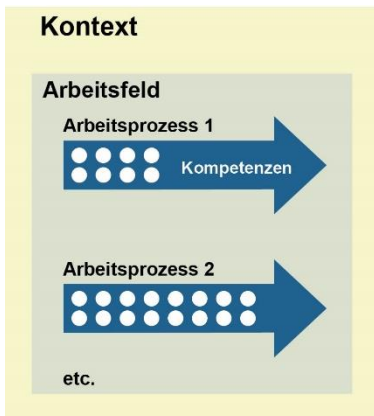 Kontext
Arbeitsfeld
Arbeitsprozess 1
Kompetenzen
Arbeitsprozess 2
etc.